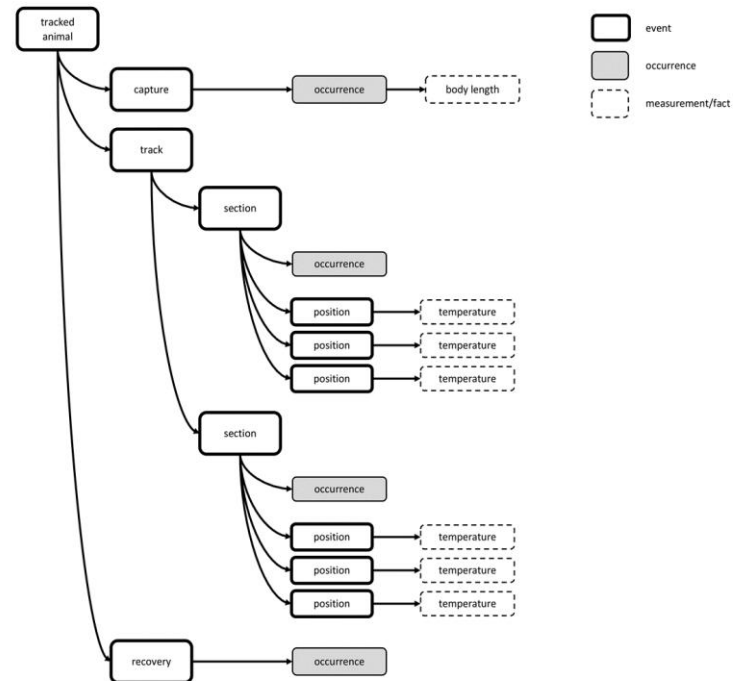 tracked
animal
event
occurrence
measurement/fact
capture
occurrence
body length
track
section
occurrence
position
temperature
position
temperature
position
temperature
section
occurrence
position
temperature
position
temperature
position
temperature
recovery
occurrence